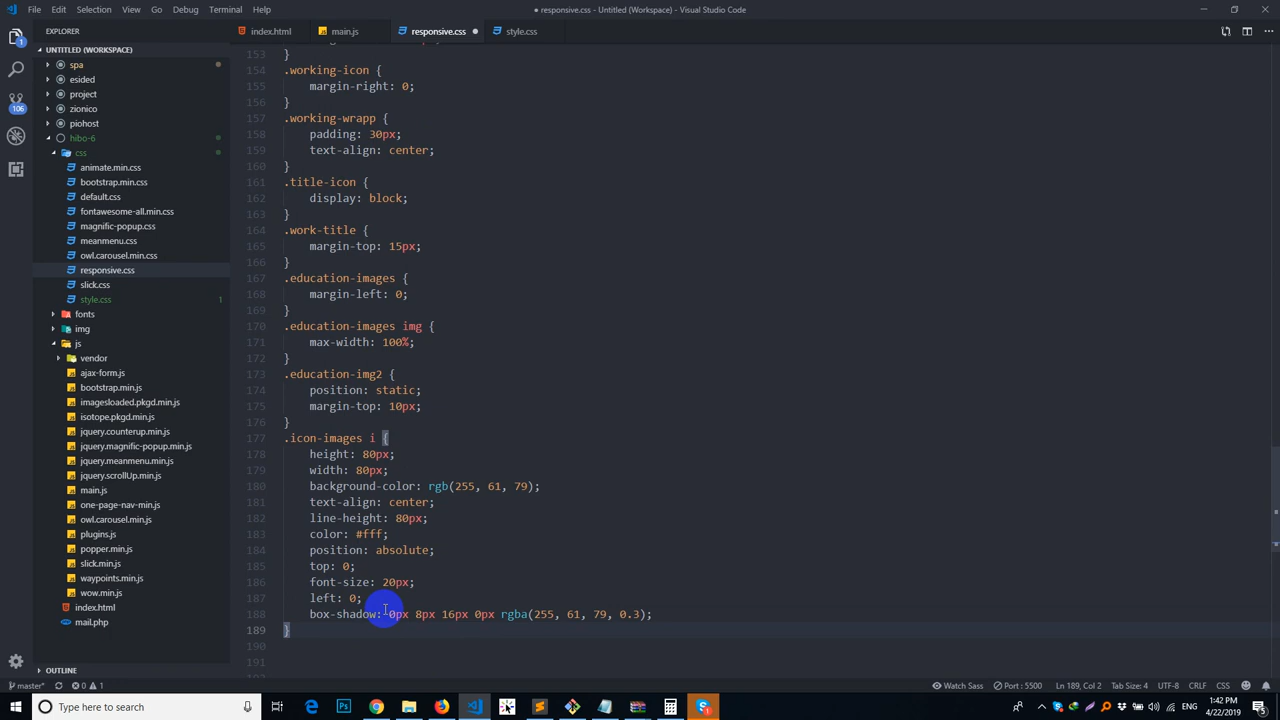 File Edit Selection View Go Debug Terminal Help
● responsive.css - Untitled (Workspace) - Visual Studio Code
EXPLORER
index.html main.js responsive.css style.css
UNTITLED (WORKSPACE)
spa
esided
project
zionico
piohost
hibo-6
css
animate.min.css
bootstrap.min.css
default.css
fontawesome-all.min.css
magnific-popup.css
meanmenu.css
owl.carousel.min.css
responsive.css
slick.css
style.css 1
fonts
img
js
vendor
ajax-form.js
bootstrap.min.js
imagesloaded.pkgd.min.js
isotope.pkgd.min.js
jquery.counterup.min.js
jquery.magnific-popup.min.js
jquery.meanmenu.min.js
jquery.scrollUp.min.js
main.js
one-page-nav-min.js
owl.carousel.min.js
plugins.js
popper.min.js
slick.min.js
waypoints.min.js
wow.min.js
index.html
mail.php
OUTLINE
1
106
153 }
154 .working-icon {
155 margin-right: 0;
156 }
157 .working-wrapp {
158 padding: 30px;
159 text-align: center;
160 }
161 .title-icon {
162 display: block;
163 }
164 .work-title {
165 margin-top: 15px;
166 }
167 .education-images {
168 margin-left: 0;
169 }
170 .education-images img {
171 max-width: 100%;
172 }
173 .education-img2 {
174 position: static;
175 margin-top: 10px;
176 }
177 .icon-images i {
178 height: 80px;
179 width: 80px;
180 background-color: rgb(255, 61, 79);
181 text-align: center;
182 line-height: 80px;
183 color: #fff;
184 position: absolute;
185 top: 0;
186 font-size: 20px;
187 left: 0;
188 box-shadow: 0px 8px 16px 0px rgba(255, 61, 79, 0.3);
189 }
190
191
master* 0 1 Watch Sass Port : 5500 Ln 189, Col 2 Tab Size: 4 UTF-8 CRLF CSS
Type here to search
ENG
1:42 PM
4/22/2019